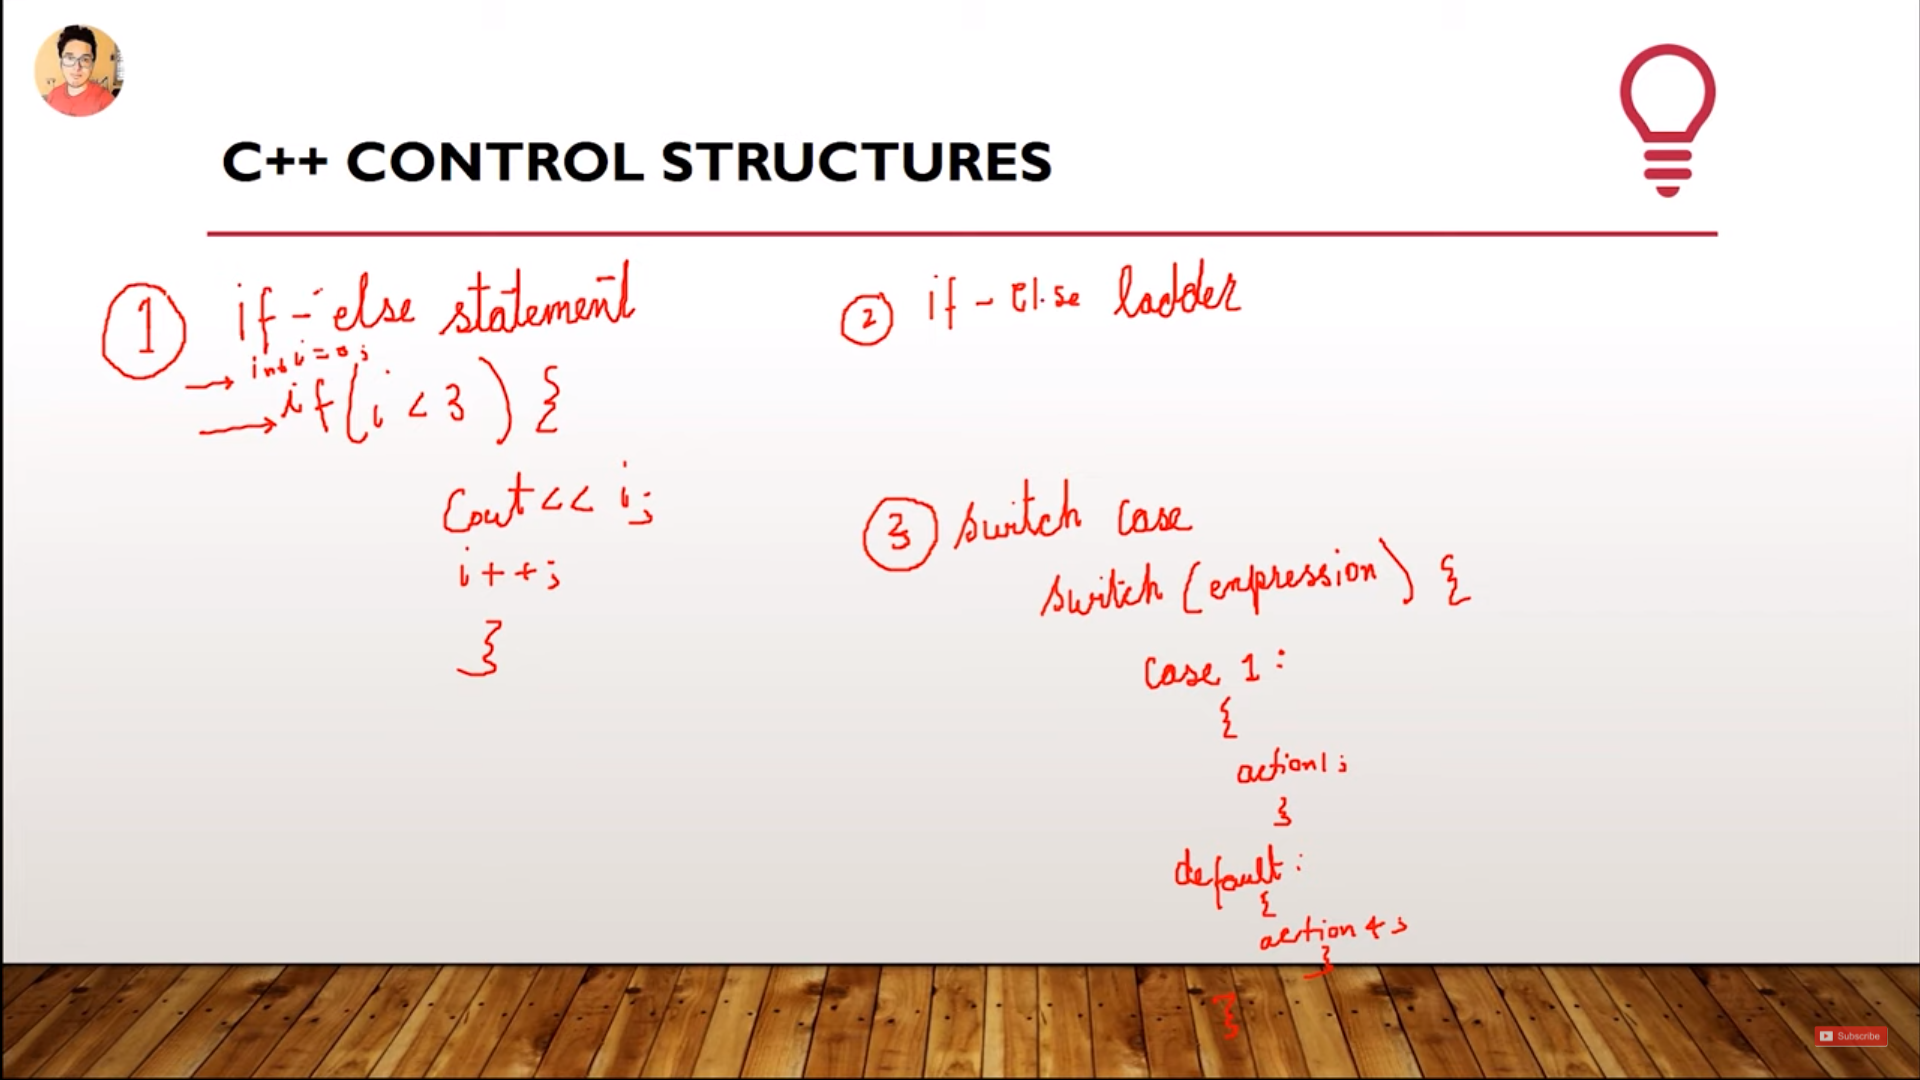 C++ CONTROL STRUCTURES
1 if-else statement
int i=0;
if(i<3){
Cout<< i;
i++;
}
2 if-else ladder
3 switch case
switch (expression) {
Case 1:
{
action1;
}
default:
{
action4;
}
}
Subscribe